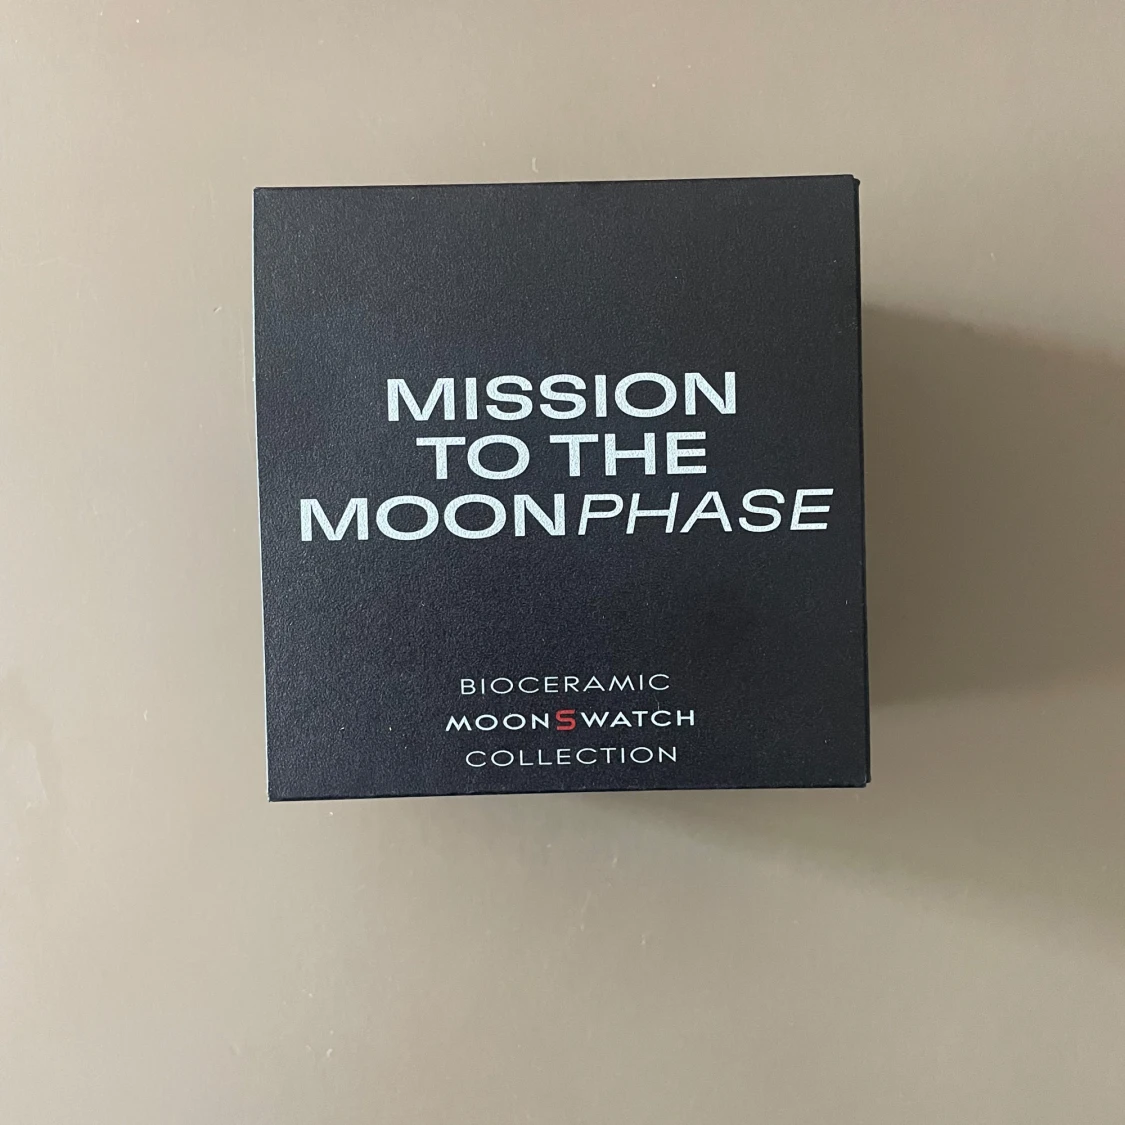 MISSION
TO THE
MOONPHASE
BIOCERAMIC
MOONSWATCH
COLLECTION